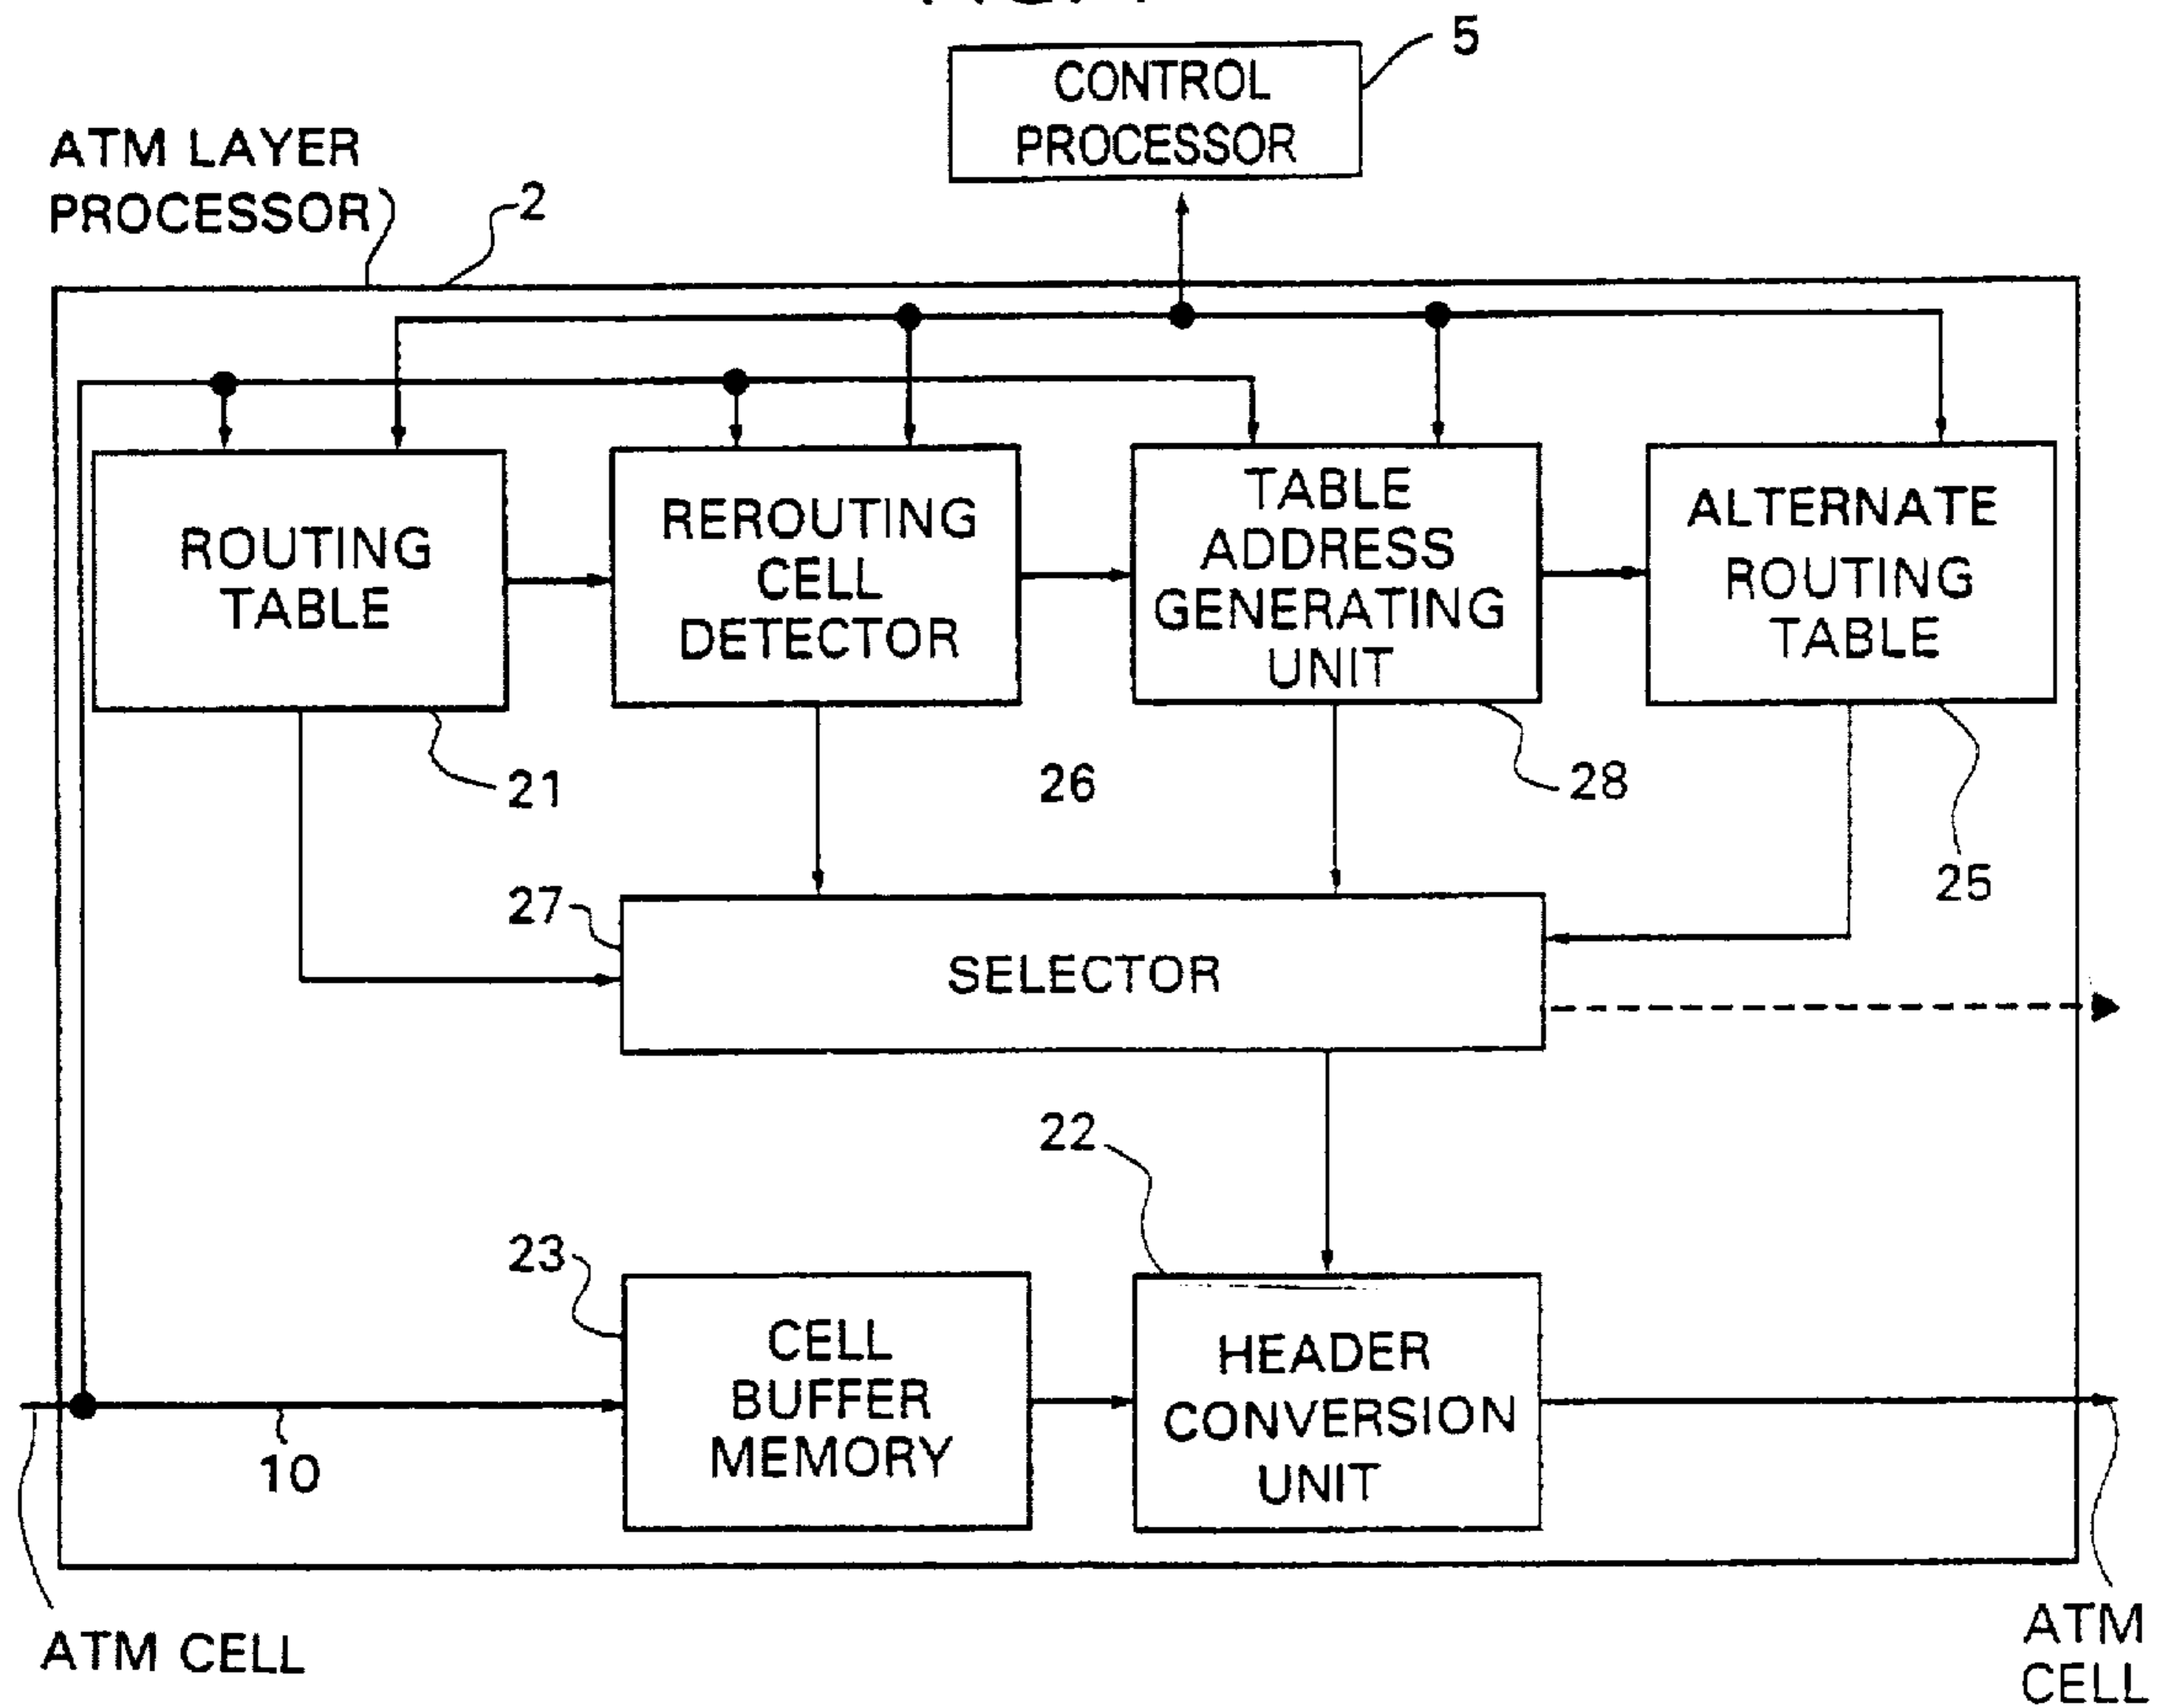 CONTROL
PROCESSOR
5
ATM LAYER
PROCESSOR
2
ROUTING
TABLE
REROUTING
CELL
DETECTOR
TABLE
ADDRESS
GENERATING
UNIT
ALTERNATE
ROUTING
TABLE
21
26
28
25
27
SELECTOR
22
23
CELL
BUFFER
MEMORY
HEADER
CONVERSION
UNIT
10
ATM CELL
ATM
CELL